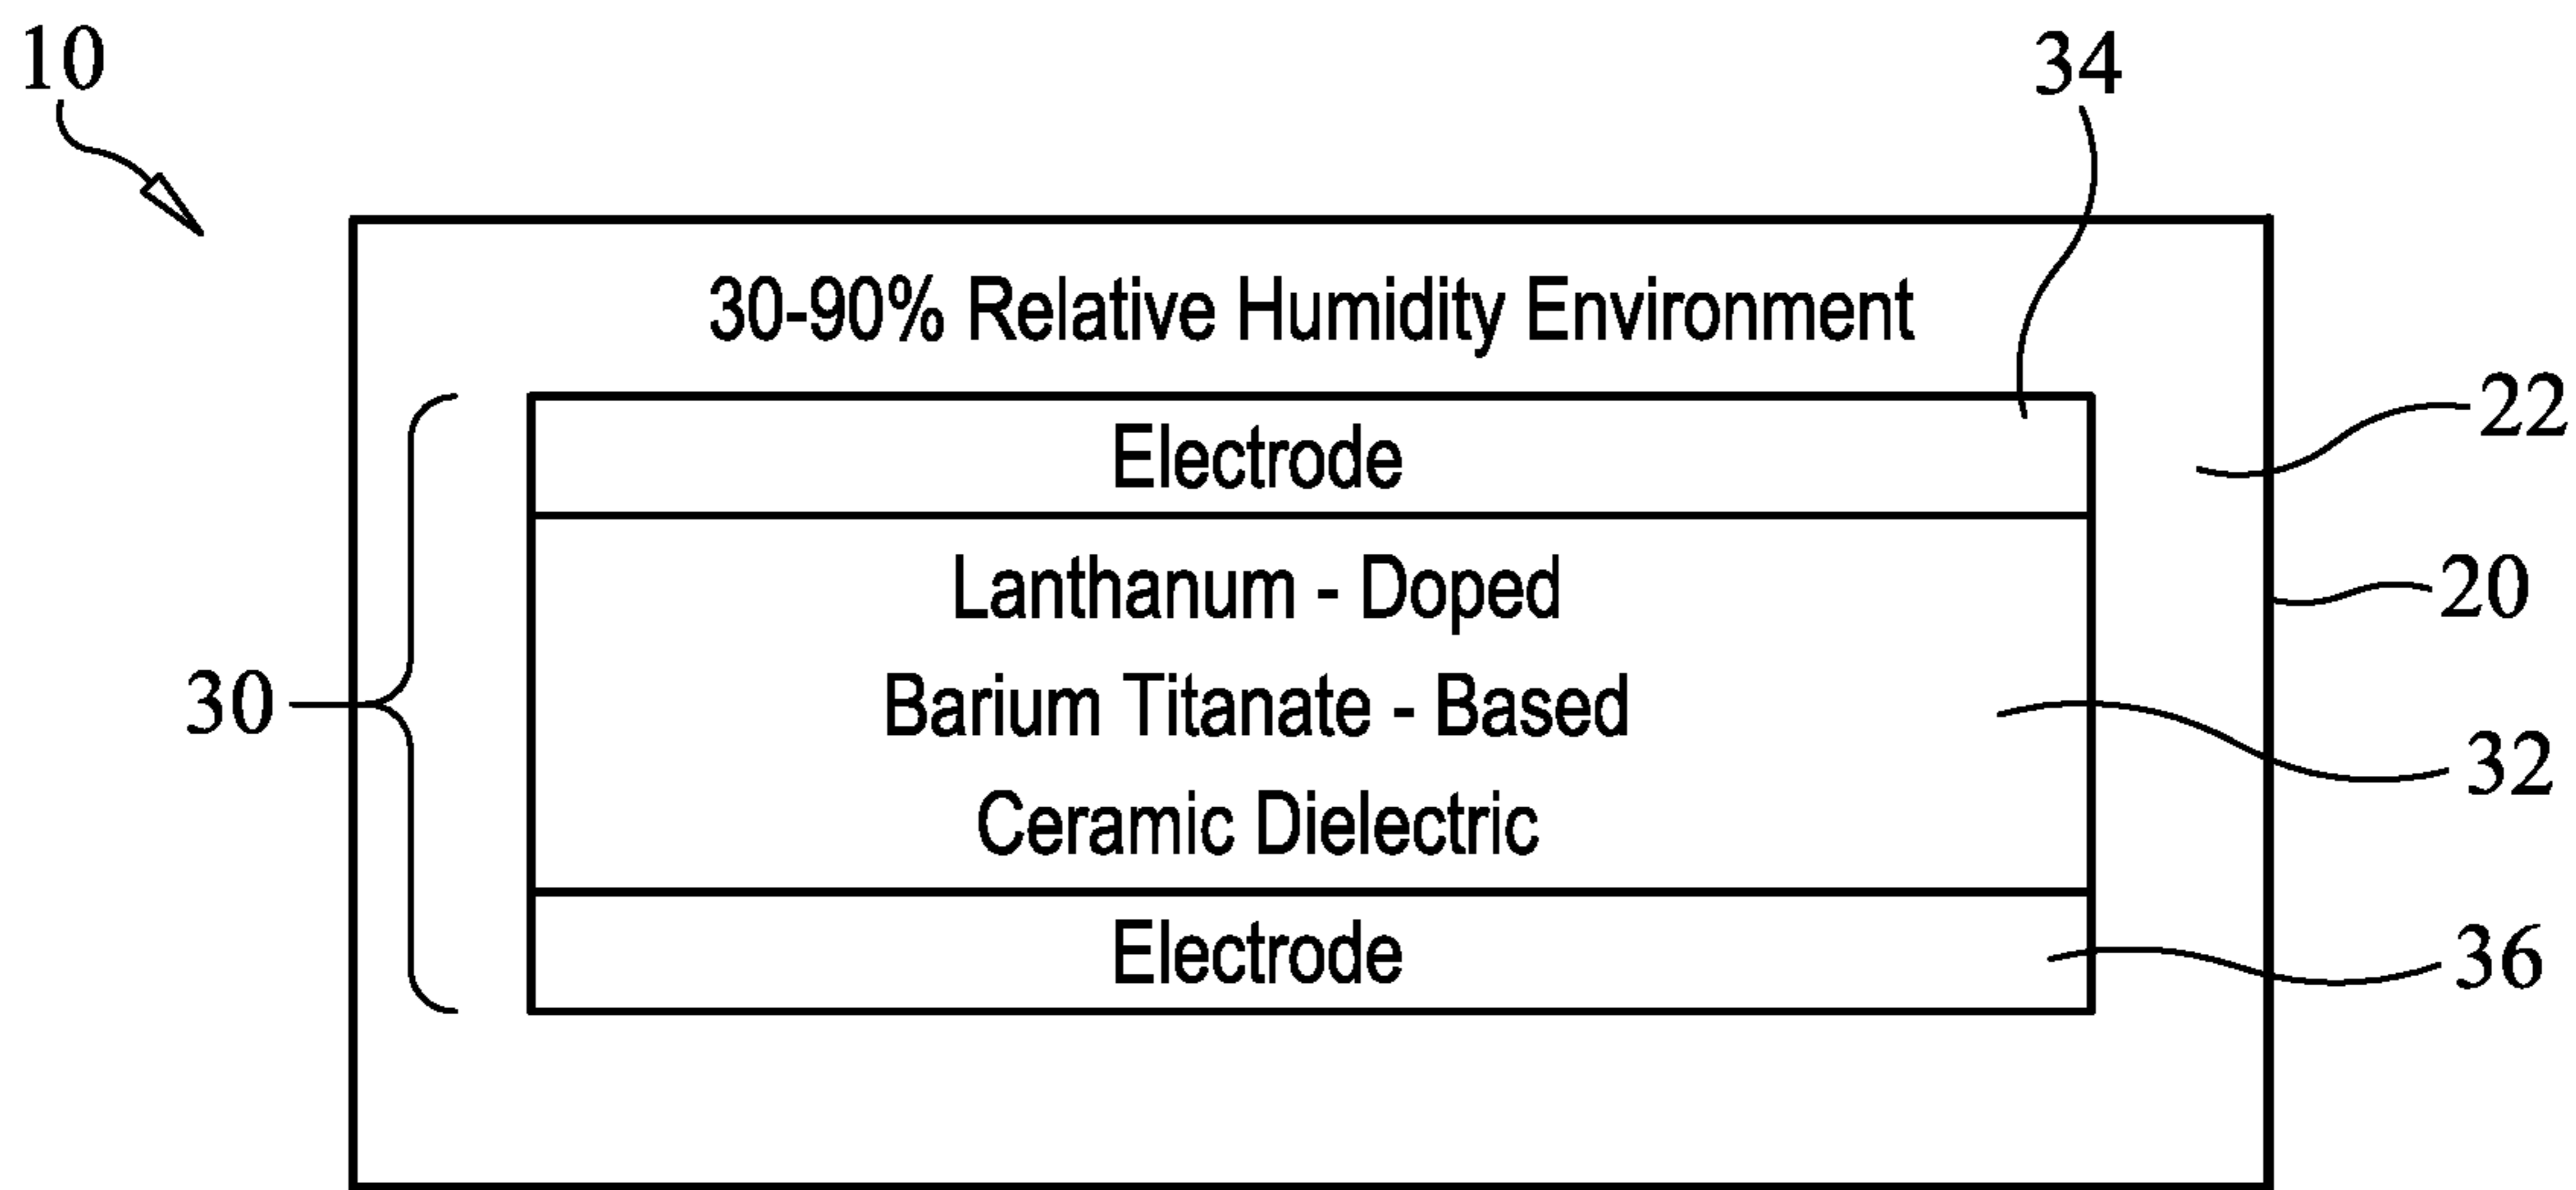 10
34
30-90% Relative Humidity Environment
22
Electrode
Lanthanum - Doped
20
30
Barium Titanate - Based
32
Ceramic Dielectric
Electrode
36